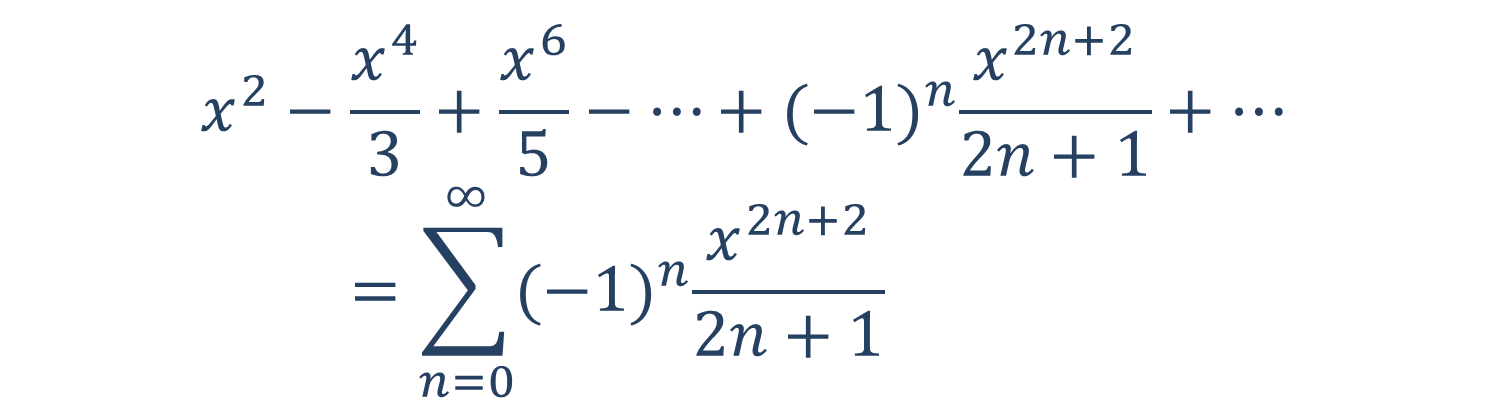 x² − x⁴/3 + x⁶/5 − ⋯ + (−1)ⁿ x²ⁿ⁺²/(2n + 1) + ⋯
= ∑_{n=0}^{∞} (−1)ⁿ x²ⁿ⁺²/(2n + 1)